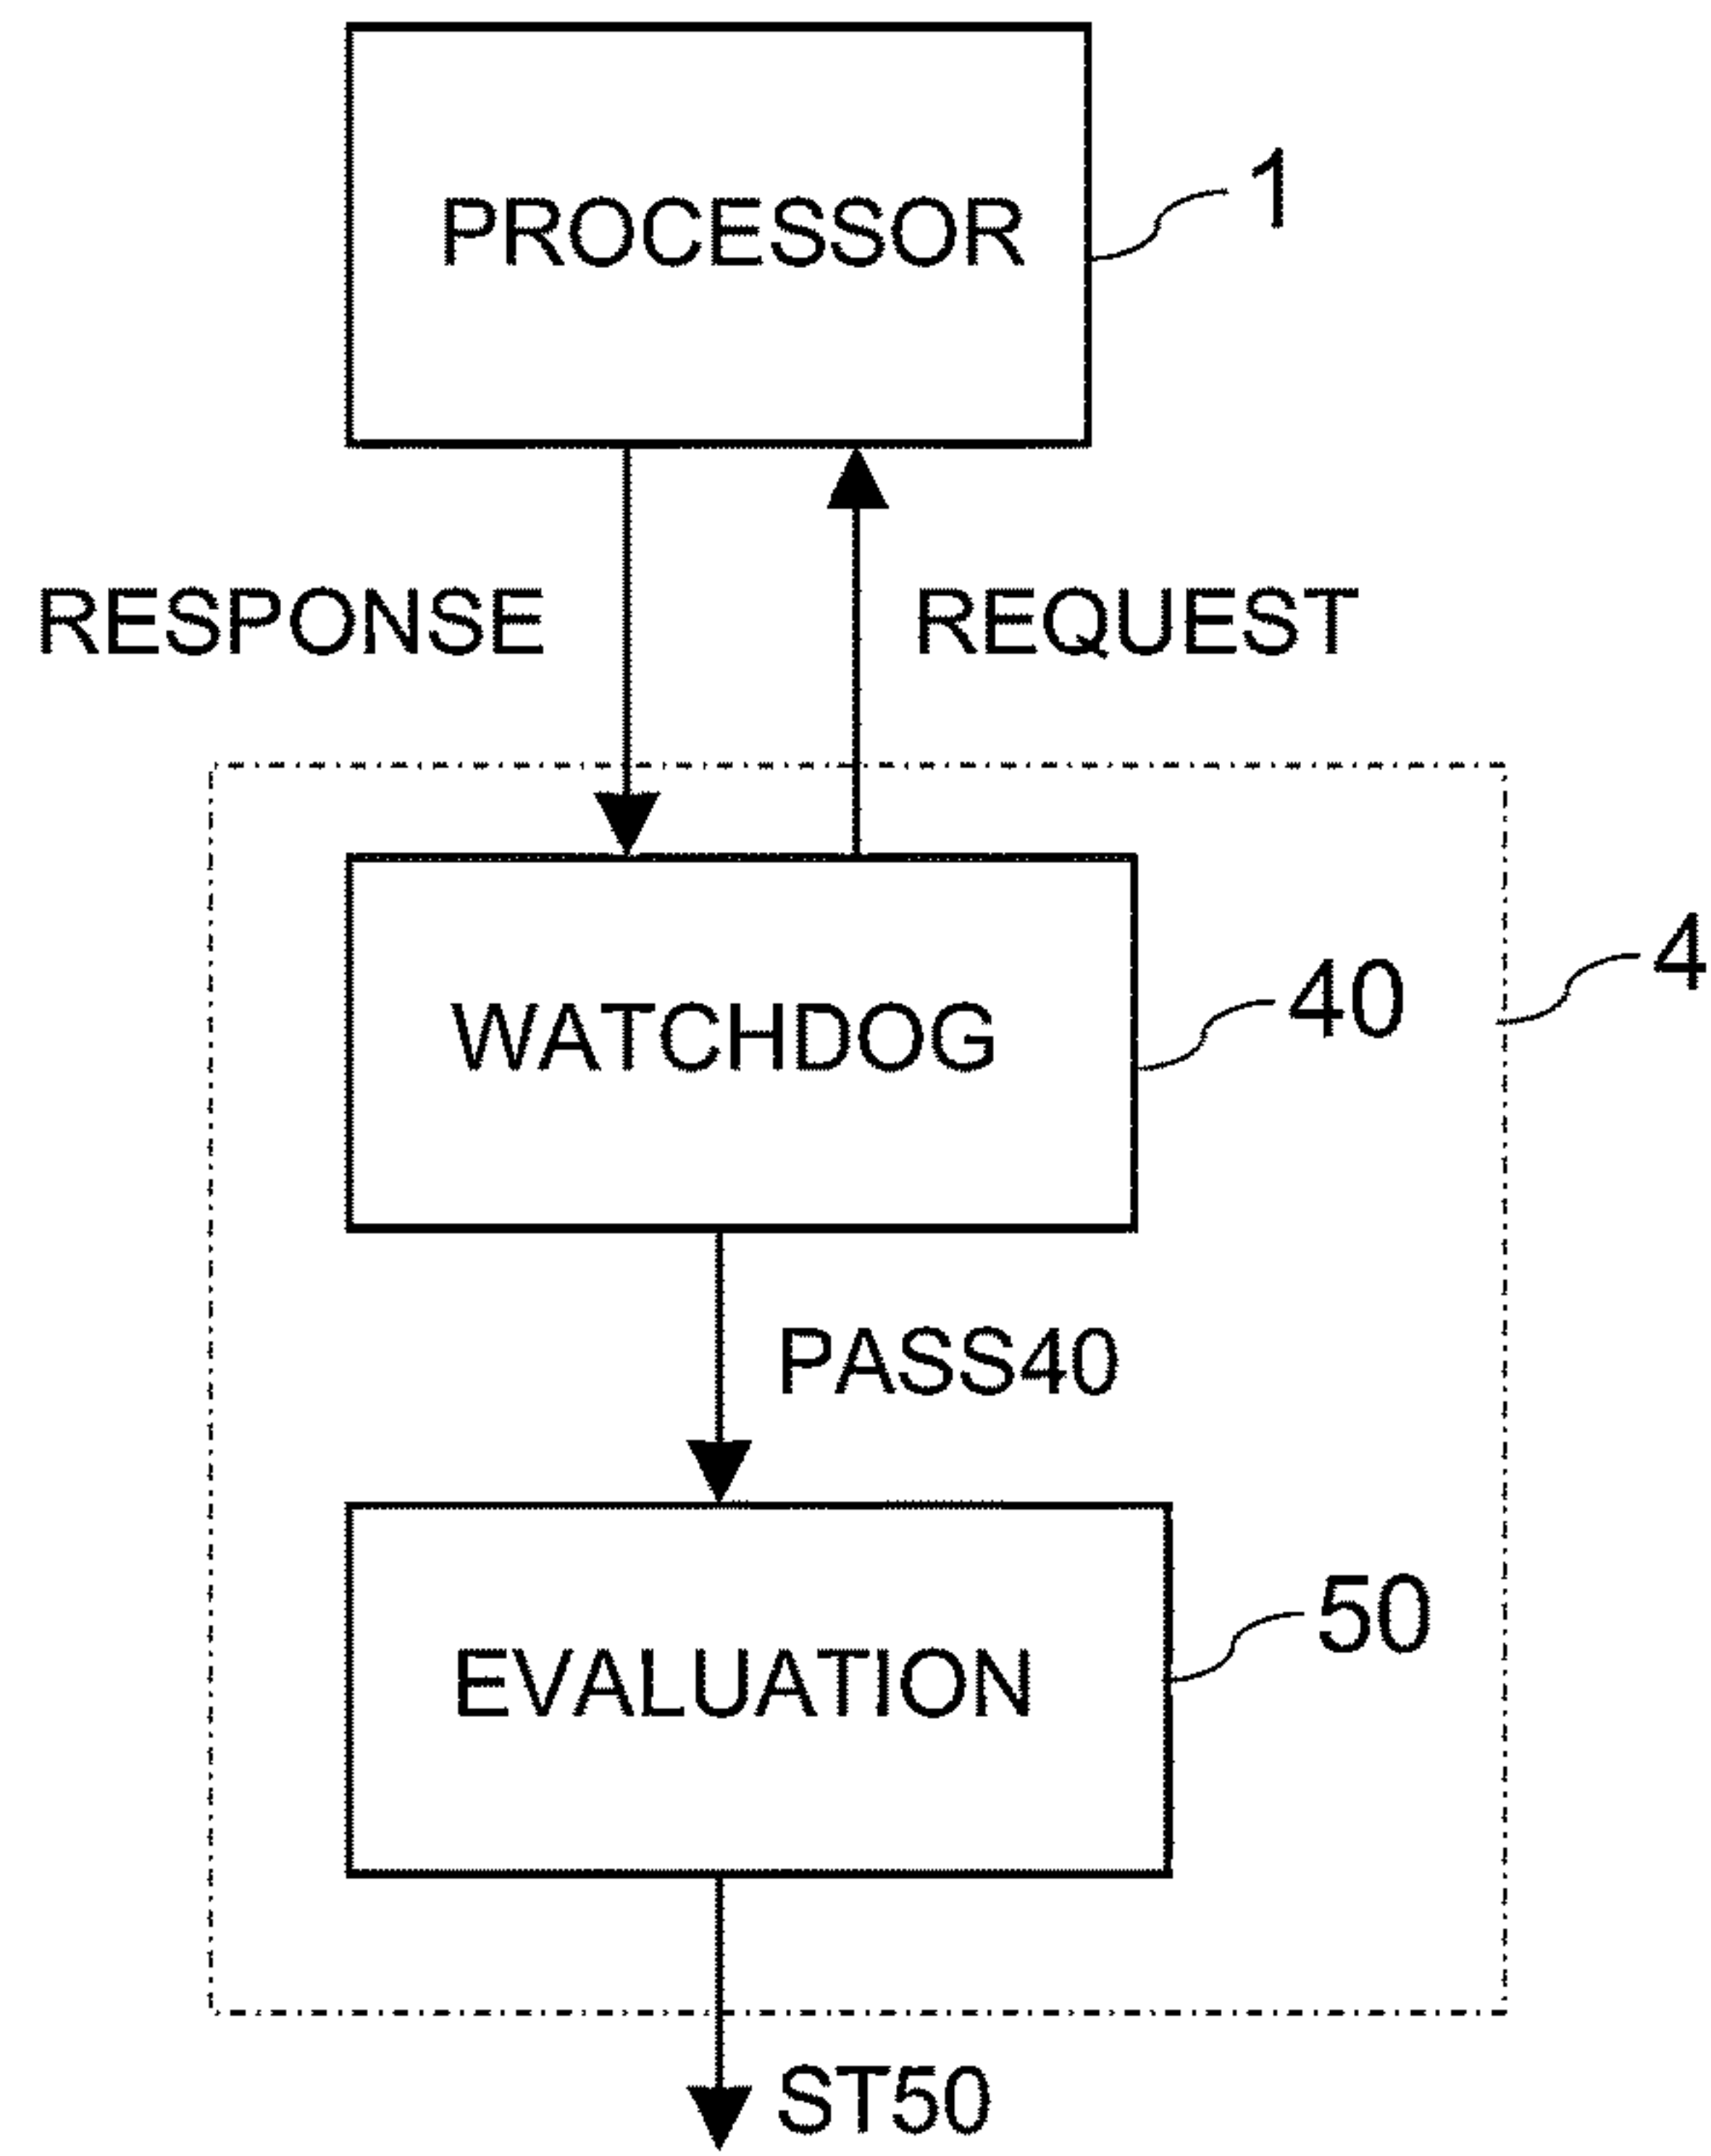 PROCESSOR
1
RESPONSE
REQUEST
4
WATCHDOG
40
PASS40
EVALUATION
50
ST50